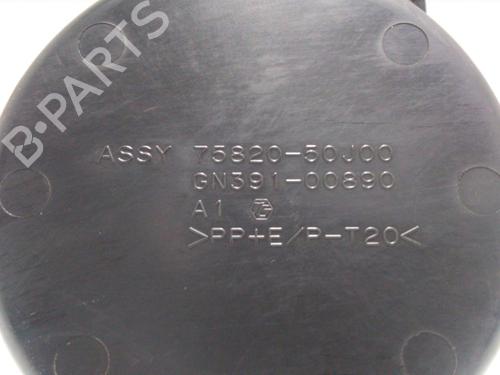 B-PARTS
ASSY 75820-50J00
GN391-00890
A1
>PP+E/P-T20<